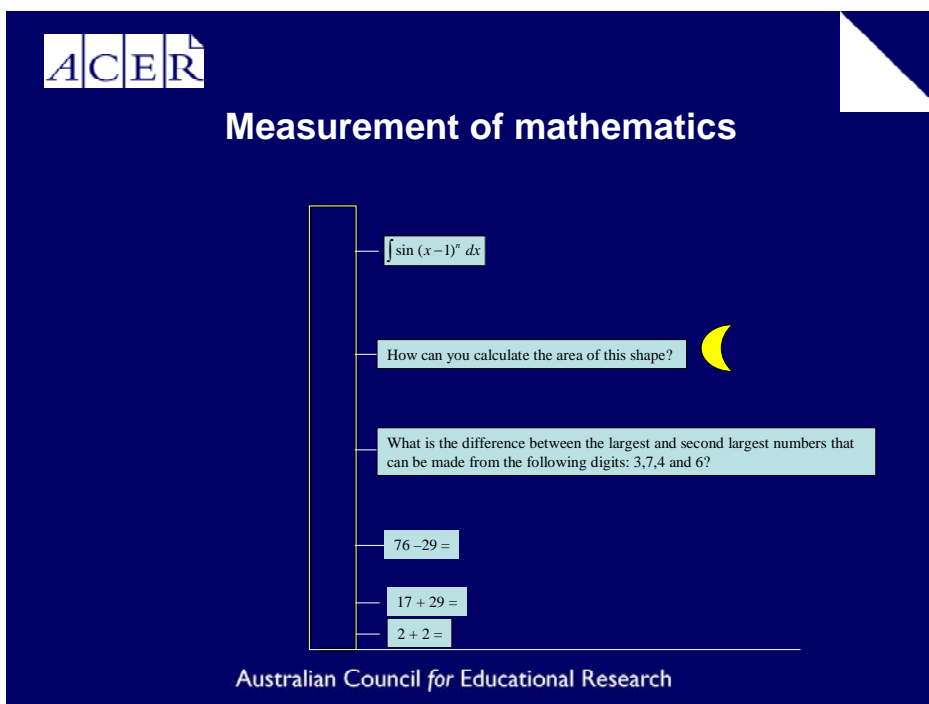 ACER
Measurement of mathematics
∫ sin (x−1)ⁿ dx
How can you calculate the area of this shape?
What is the difference between the largest and second largest numbers that
can be made from the following digits: 3,7,4 and 6?
76 –29 =
17 + 29 =
2 + 2 =
Australian Council for Educational Research